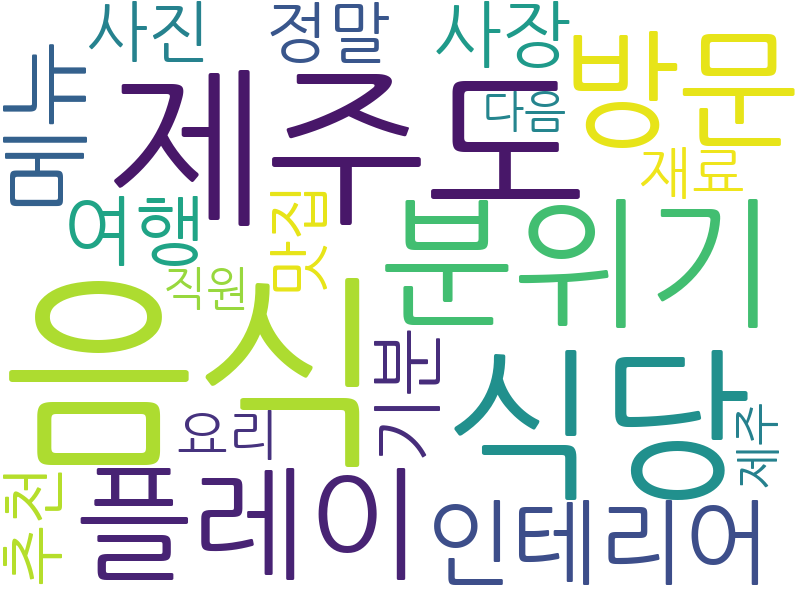 사진
정말
사장
방문
메뉴
제주도
다음
재료
여행
맛집
분위기
직원
음식
기분
식당
요리
제주
추천
플레이
인테리어